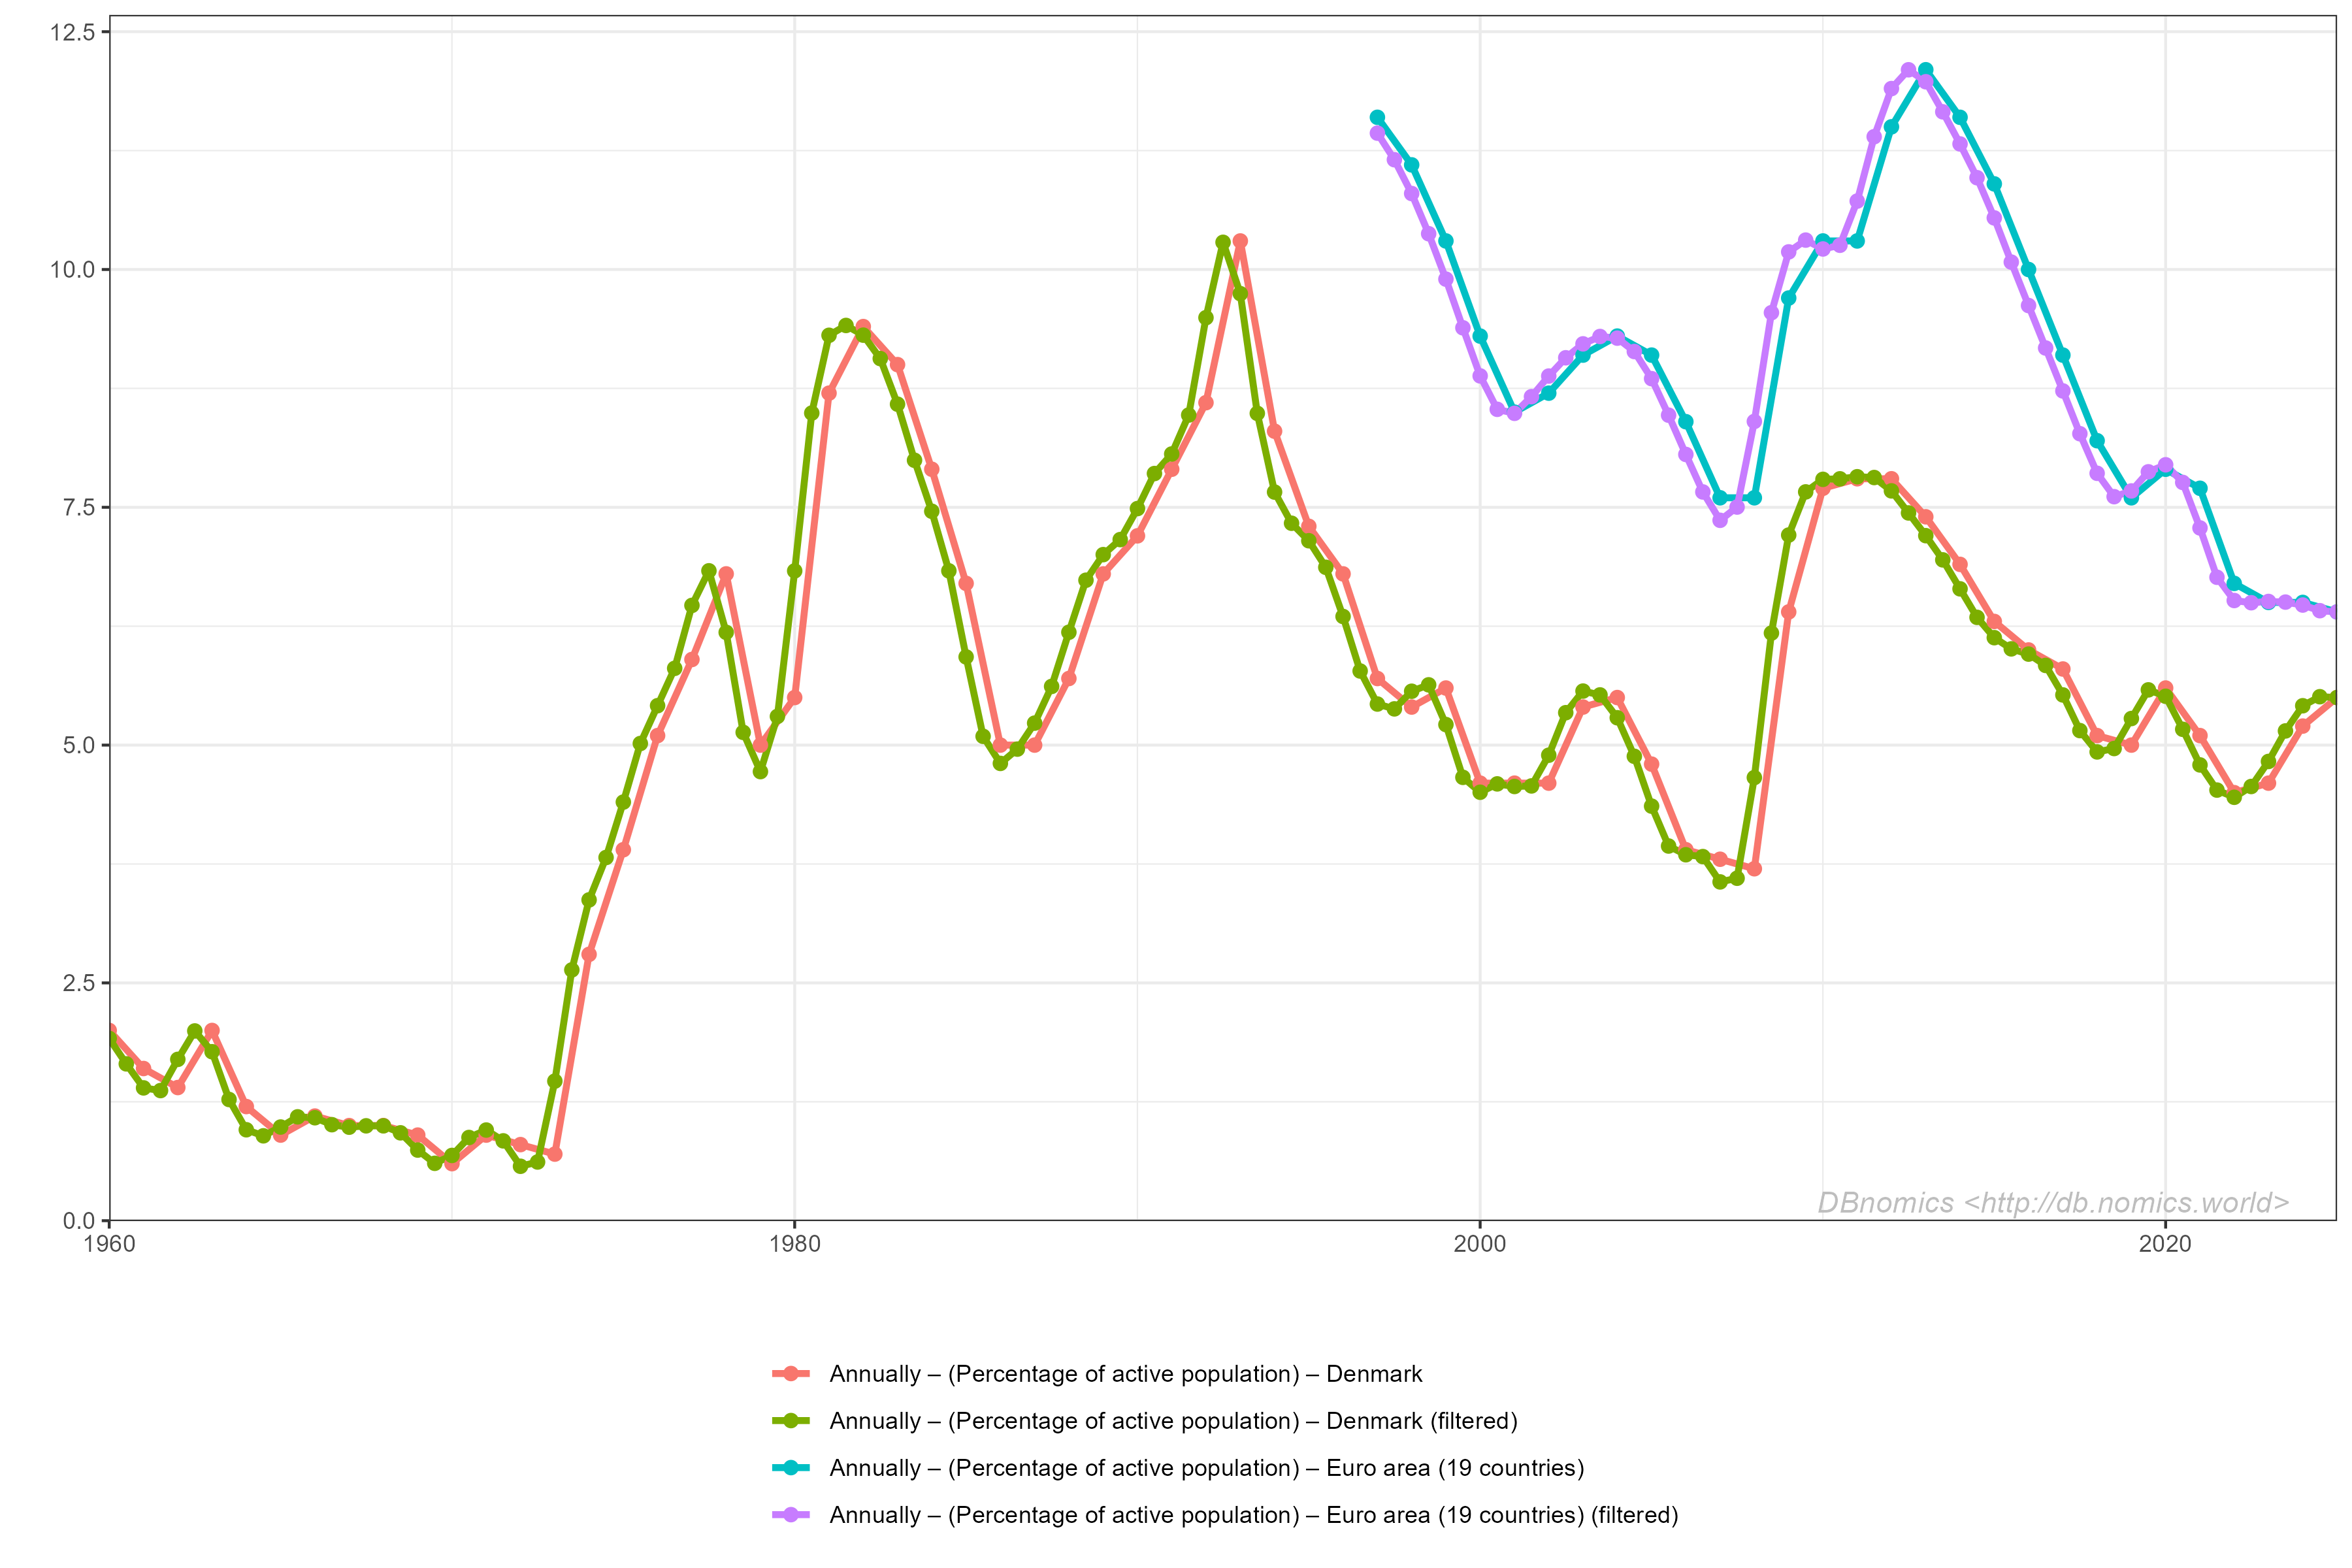 12.5
10.0
7.5
5.0
2.5
0.0
1960 1980 2000 2020
DBnomics <http://db.nomics.world>
Annually – (Percentage of active population) – Denmark
Annually – (Percentage of active population) – Denmark (filtered)
Annually – (Percentage of active population) – Euro area (19 countries)
Annually – (Percentage of active population) – Euro area (19 countries) (filtered)